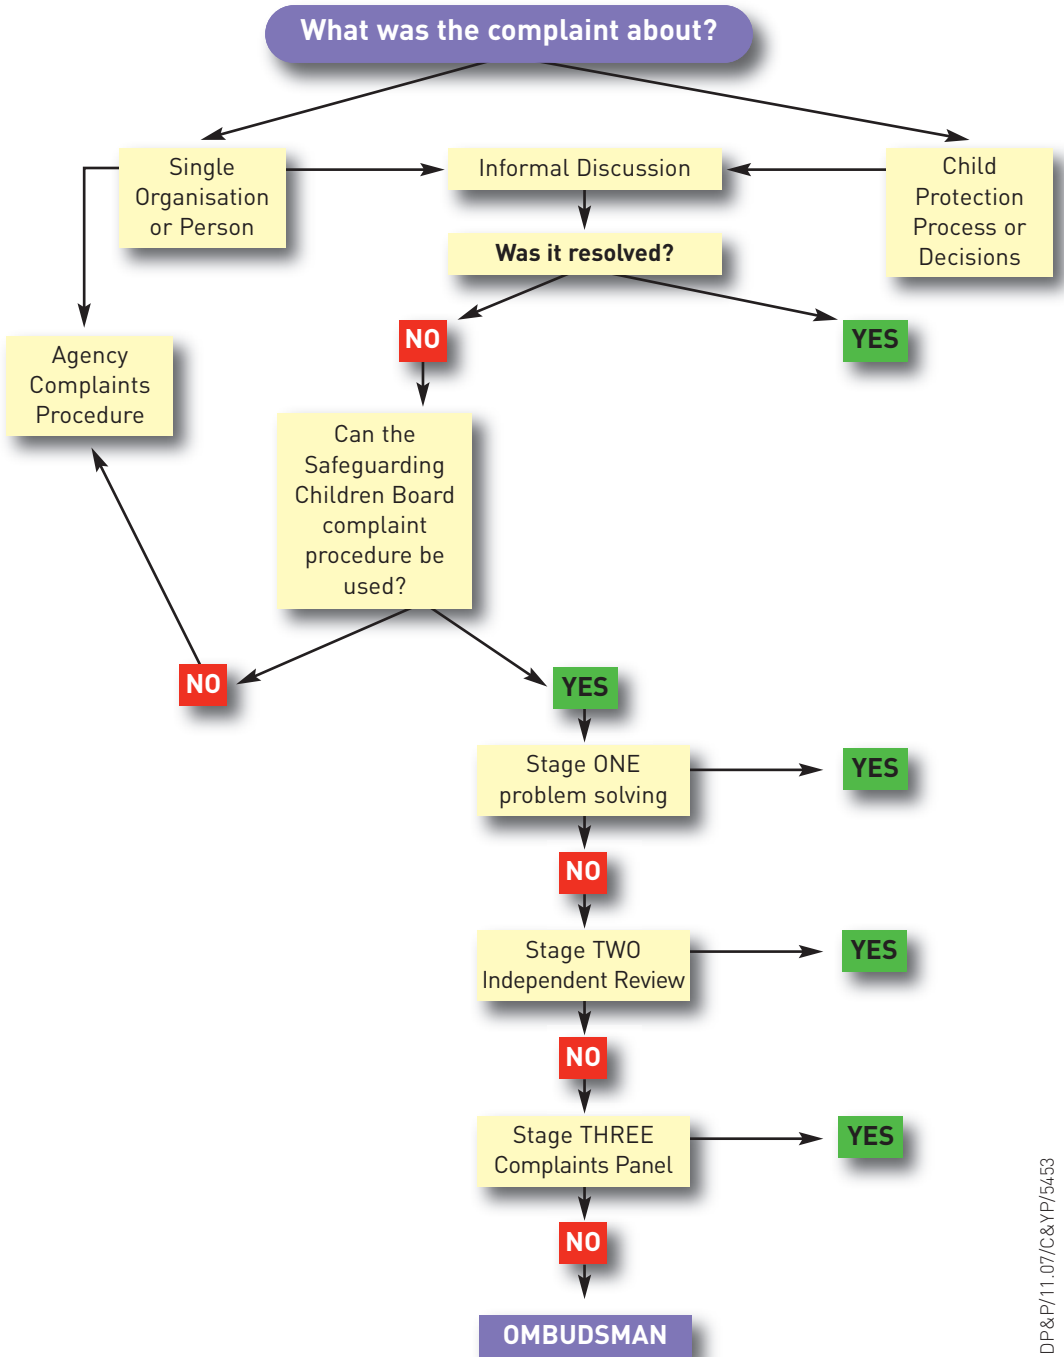 What was the complaint about?
Single
Organisation
or Person
Informal Discussion
Child
Protection
Process or
Decisions
Was it resolved?
NO
YES
Agency
Complaints
Procedure
Can the
Safeguarding
Children Board
complaint
procedure be
used?
NO
YES
Stage ONE
problem solving
YES
NO
Stage TWO
Independent Review
YES
NO
Stage THREE
Complaints Panel
YES
NO
OMBUDSMAN
DP&P/11.07/C&YP/5453